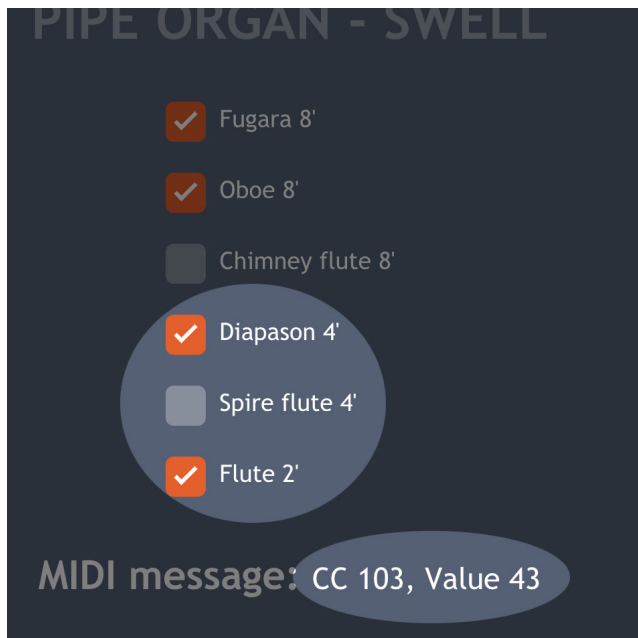 PIPE ORGAN - SWELL
Fugara 8'
Oboe 8'
Chimney flute 8'
Diapason 4'
Spire flute 4'
Flute 2'
MIDI message: CC 103, Value 43